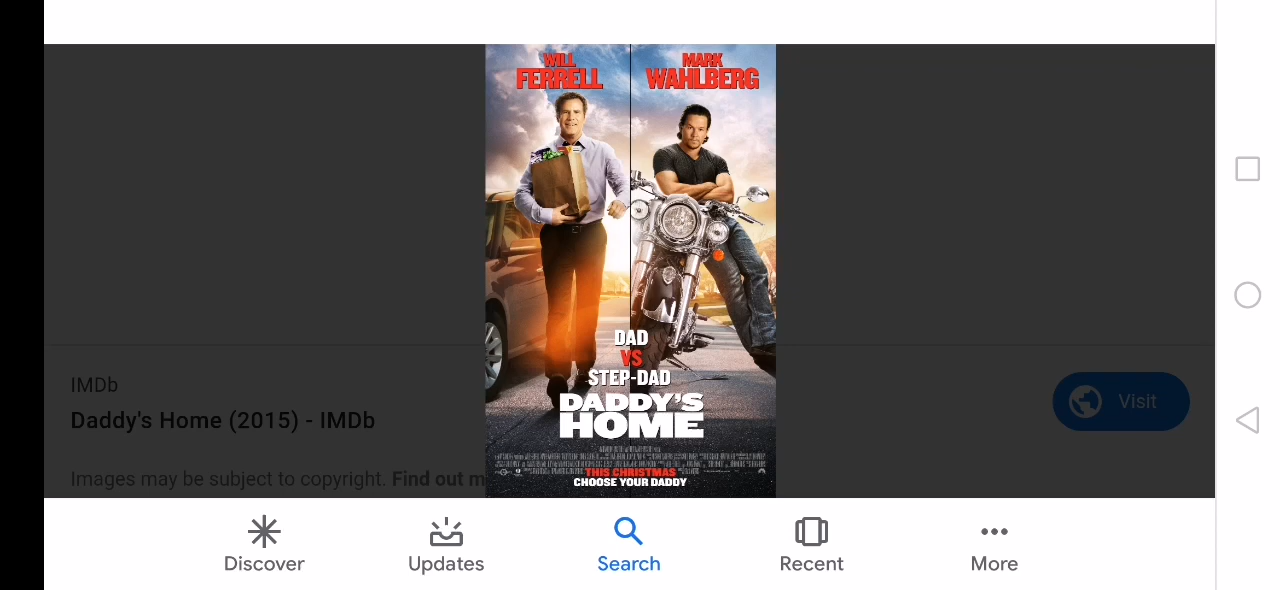 WILL
FERRELL
MARK
WAHLBERG
DAD
VS
STEP-DAD
DADDY'S
HOME
THIS CHRISTMAS
CHOOSE YOUR DADDY
IMDb
Daddy's Home (2015) - IMDb
Visit
Images may be subject to copyright. Find out m
Discover
Updates
Search
Recent
More